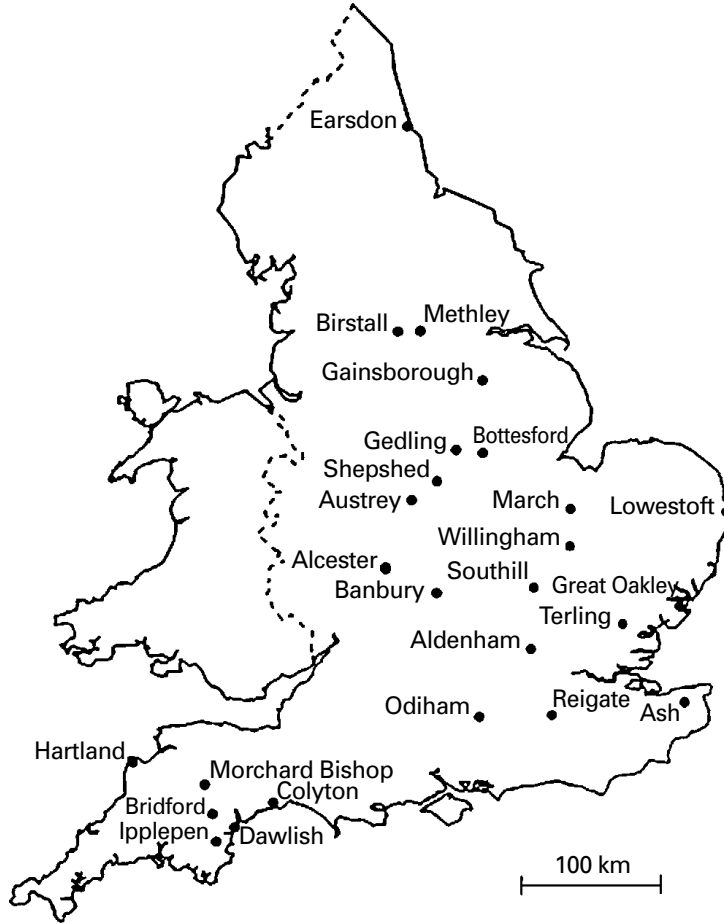 Earsdon
Birstall
Methley
Gainsborough
Gedling
Bottesford
Shepshed
Austrey
March
Lowestoft
Willingham
Alcester
Southill
Great Oakley
Banbury
Terling
Aldenham
Odiham
Reigate
Ash
Hartland
Morchard Bishop
Colyton
Bridford
Ipplepen
Dawlish
100 km